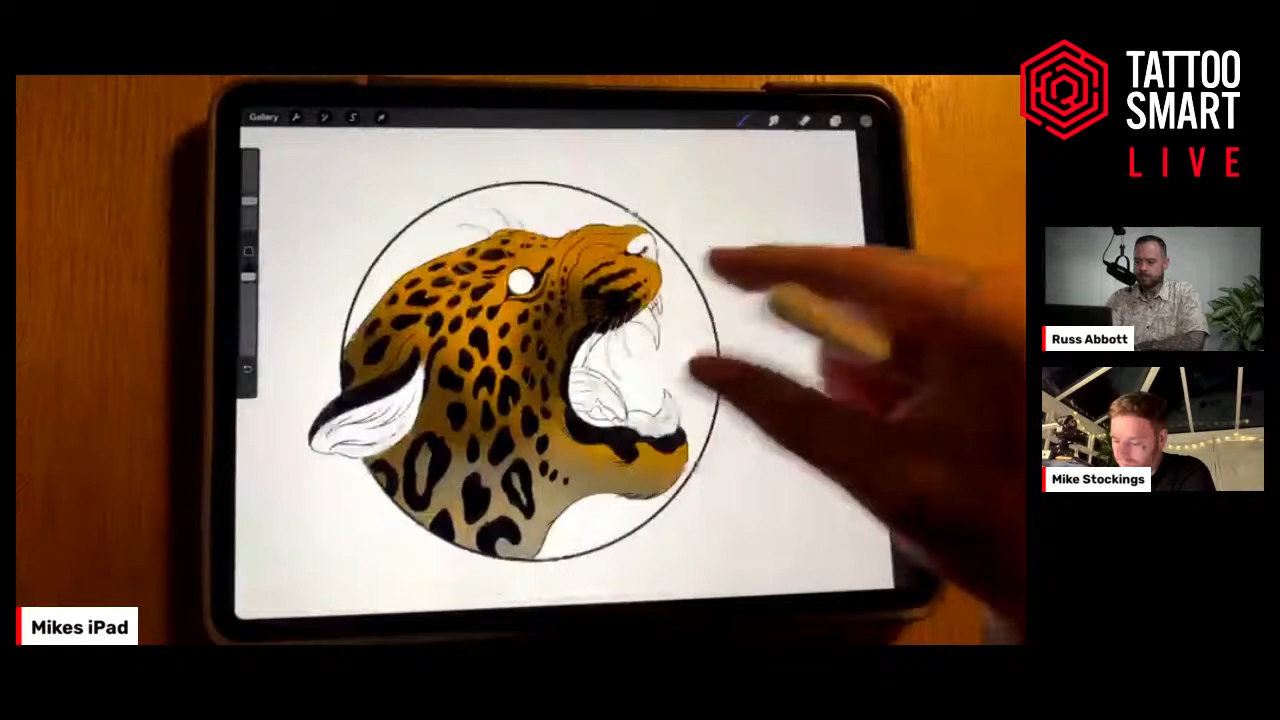 TATTOO
SMART
LIVE
Gallery
Russ Abbott
Mike Stockings
Mikes iPad